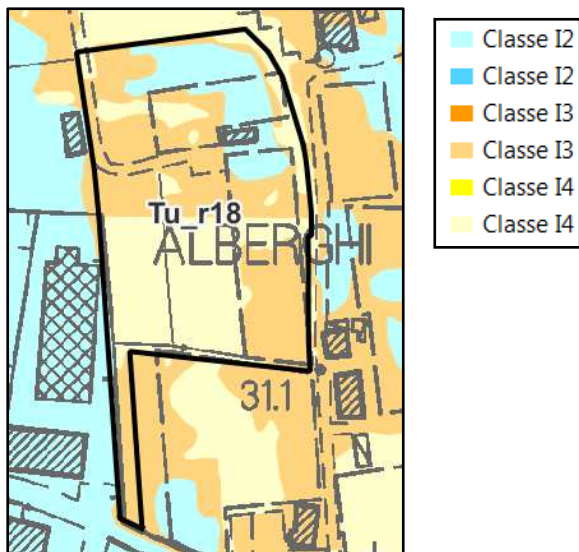 Tu_r18
ALBERGHI
31.1
Classe I2
Classe I2
Classe I3
Classe I3
Classe I4
Classe I4